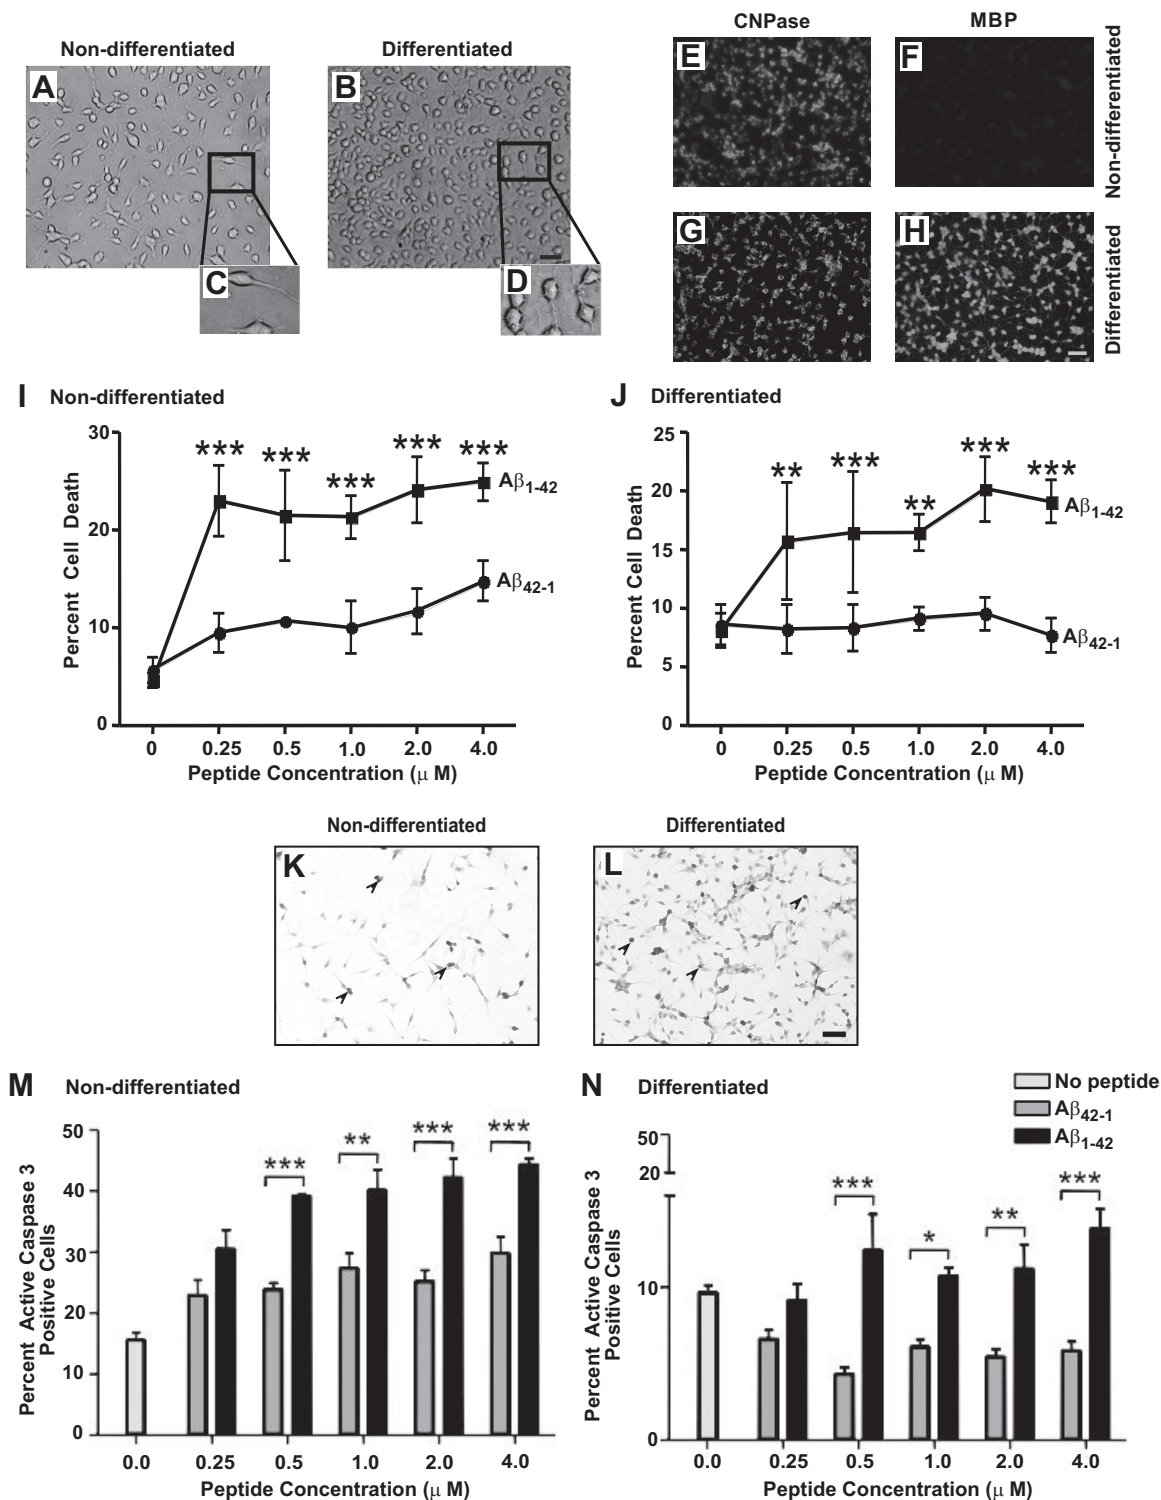 Non-differentiated
Differentiated
A
B
C
D
CNPase
MBP
E
F
Non-differentiated
G
H
Differentiated
I Non-differentiated
30
20
10
0
Percent Cell Death
***
***
***
***
***
Aβ1-42
Aβ42-1
0 0.25 0.5 1.0 2.0 4.0
Peptide Concentration (μ M)
J Differentiated
25
20
15
10
5
0
Percent Cell Death
**
***
**
***
***
Aβ1-42
Aβ42-1
0 0.25 0.5 1.0 2.0 4.0
Peptide Concentration (μ M)
Non-differentiated
Differentiated
K
L
M Non-differentiated
50
40
30
20
10
0
Percent Active Caspase 3
Positive Cells
***
**
***
***
0.0 0.25 0.5 1.0 2.0 4.0
Peptide Concentration (μ M)
N Differentiated
No peptide
Aβ42-1
Aβ1-42
50
20
10
0
Percent Active Caspase 3
Positive Cells
***
*
**
***
0.0 0.25 0.5 1.0 2.0 4.0
Peptide Concentration (μ M)